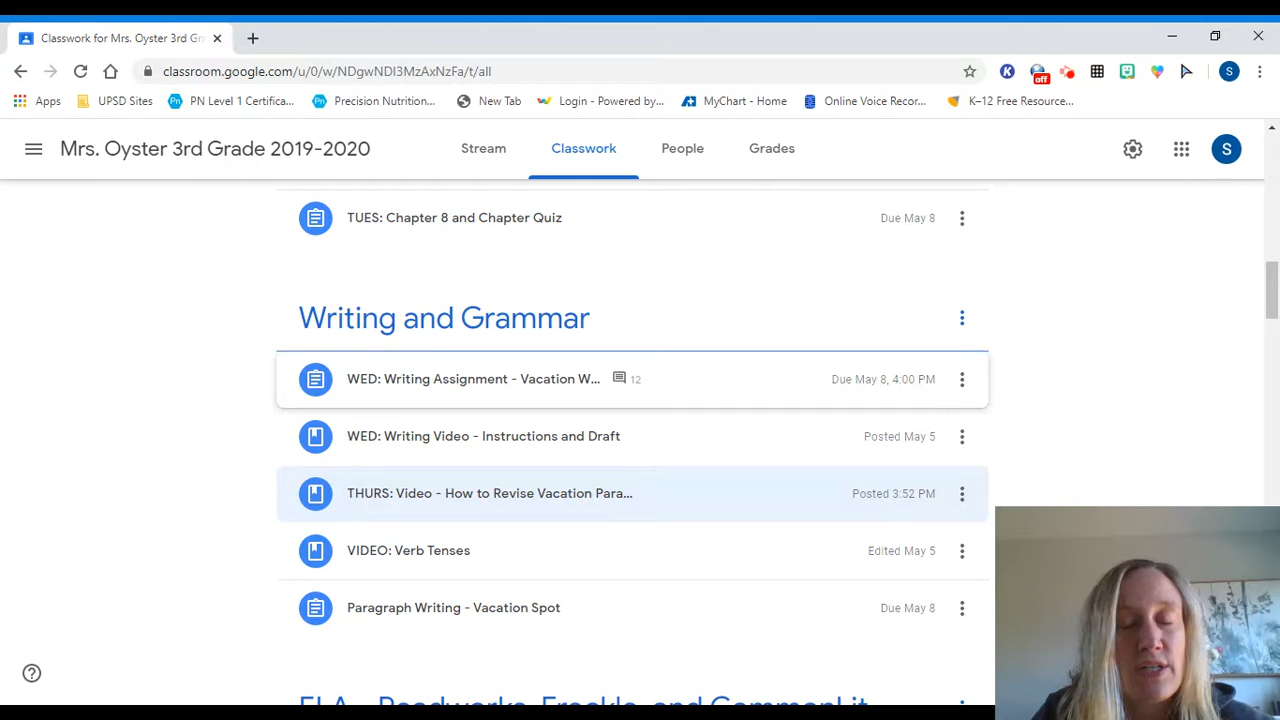 Classwork for Mrs. Oyster 3rd Gr
classroom.google.com/u/0/w/NDgwNDI3MzAxNzFa/t/all
off
S
Apps UPSD Sites PN Level 1 Certifica... Precision Nutrition... New Tab Login - Powered by... MyChart - Home Online Voice Recor... K–12 Free Resource...
Mrs. Oyster 3rd Grade 2019-2020
Stream Classwork People Grades
S
TUES: Chapter 8 and Chapter Quiz Due May 8
Writing and Grammar
WED: Writing Assignment - Vacation W... 12 Due May 8, 4:00 PM
WED: Writing Video - Instructions and Draft Posted May 5
THURS: Video - How to Revise Vacation Para... Posted 3:52 PM
VIDEO: Verb Tenses Edited May 5
Paragraph Writing - Vacation Spot Due May 8